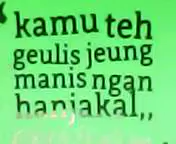 ‘kamu teh
geulis jeung
manis ngan
hanjakal,,